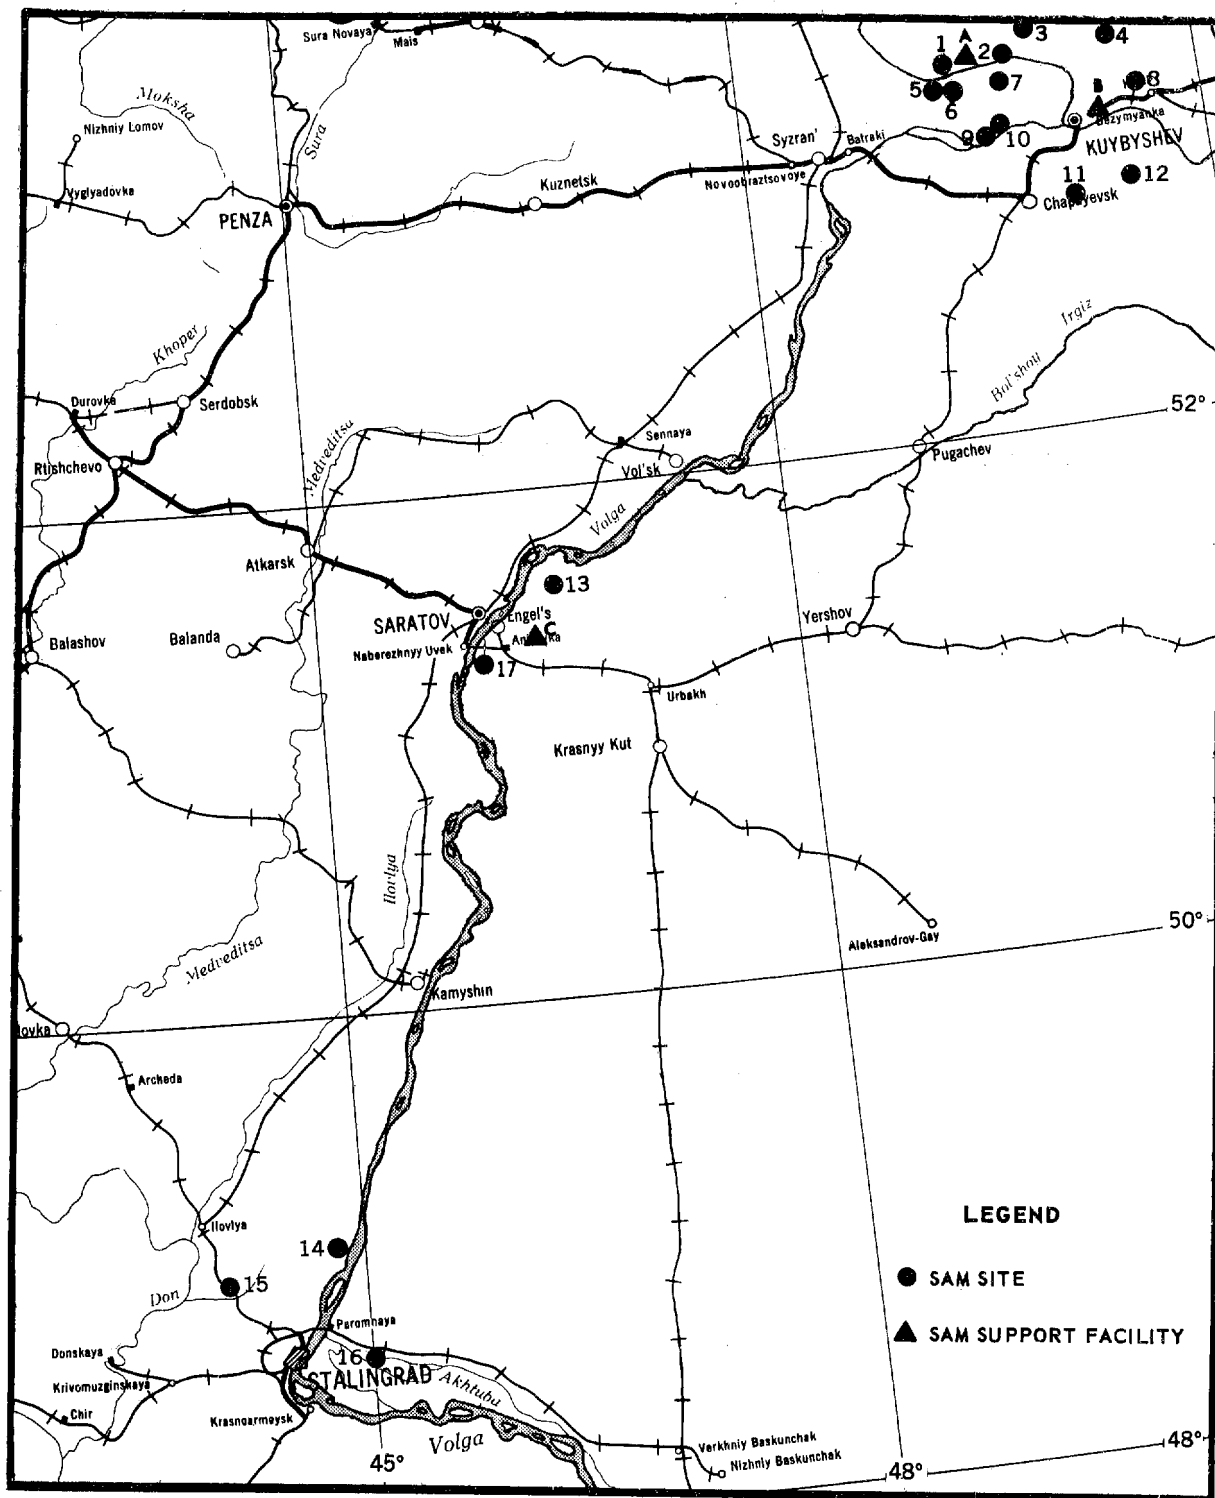 Sura Novaya
Mais
3
4
1
A
2
5
6
7
B
8
Moksha
Nizhniy Lomov
Sura
Bezymyanka
Syzran'
Batraki
9
10
KUYBYSHEV
Vyglyadovka
Kuznetsk
Novoobraztsovoye
11
12
Chapayevsk
PENZA
Khoper
Irgiz
Bol'shoy
Durovka
Serdobsk
52°
Medveditsa
Sennaya
Rtishchevo
Vol'sk
Pugachev
Volga
Atkarsk
13
SARATOV
Engel's
C
Yershov
Balashov
Balanda
Naberezhnyy Uvek
17
Urbakh
Krasnyy Kut
Ilovlya
50°
Aleksandrov-Gay
Medveditsa
Kamyshin
lovka
Archeda
LEGEND
Ilovlya
14
SAM SITE
15
Don
Paromnaya
SAM SUPPORT FACILITY
Donskaya
16
STALINGRAD
Akhtuba
Krivomuzginskaya
Chir
Krasnoarmeysk
Volga
Verkhniy Baskunchak
Nizhniy Baskunchak
45°
48°
48°